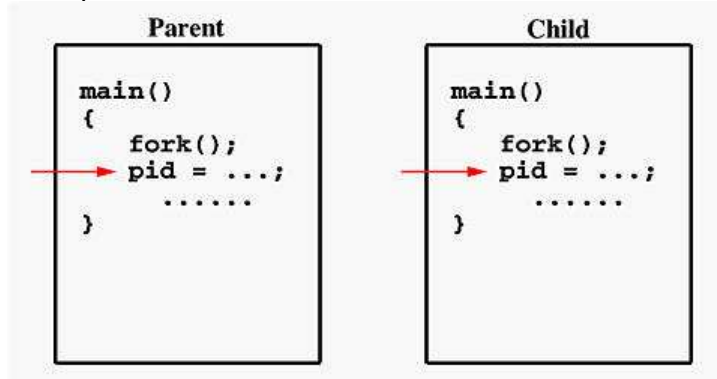 Parent
main()
{
fork();
pid = ...;
......
}
Child
main()
{
fork();
pid = ...;
......
}